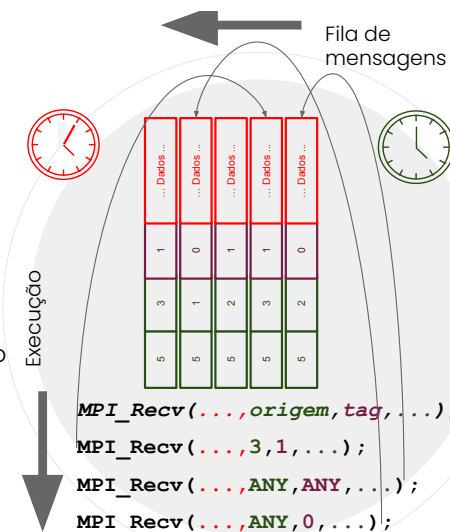 Fila de
mensagens
... Dados ...
... Dados ...
... Dados ...
... Dados ...
... Dados ...
1 0 1 1 0
3 1 2 3 2
5 5 5 5 5
Execução
o
MPI_Recv(...,origem,tag,...);
MPI_Recv(...,3,1,...);
MPI_Recv(...,ANY,ANY,...);
MPI_Recv(...,ANY,0,...);